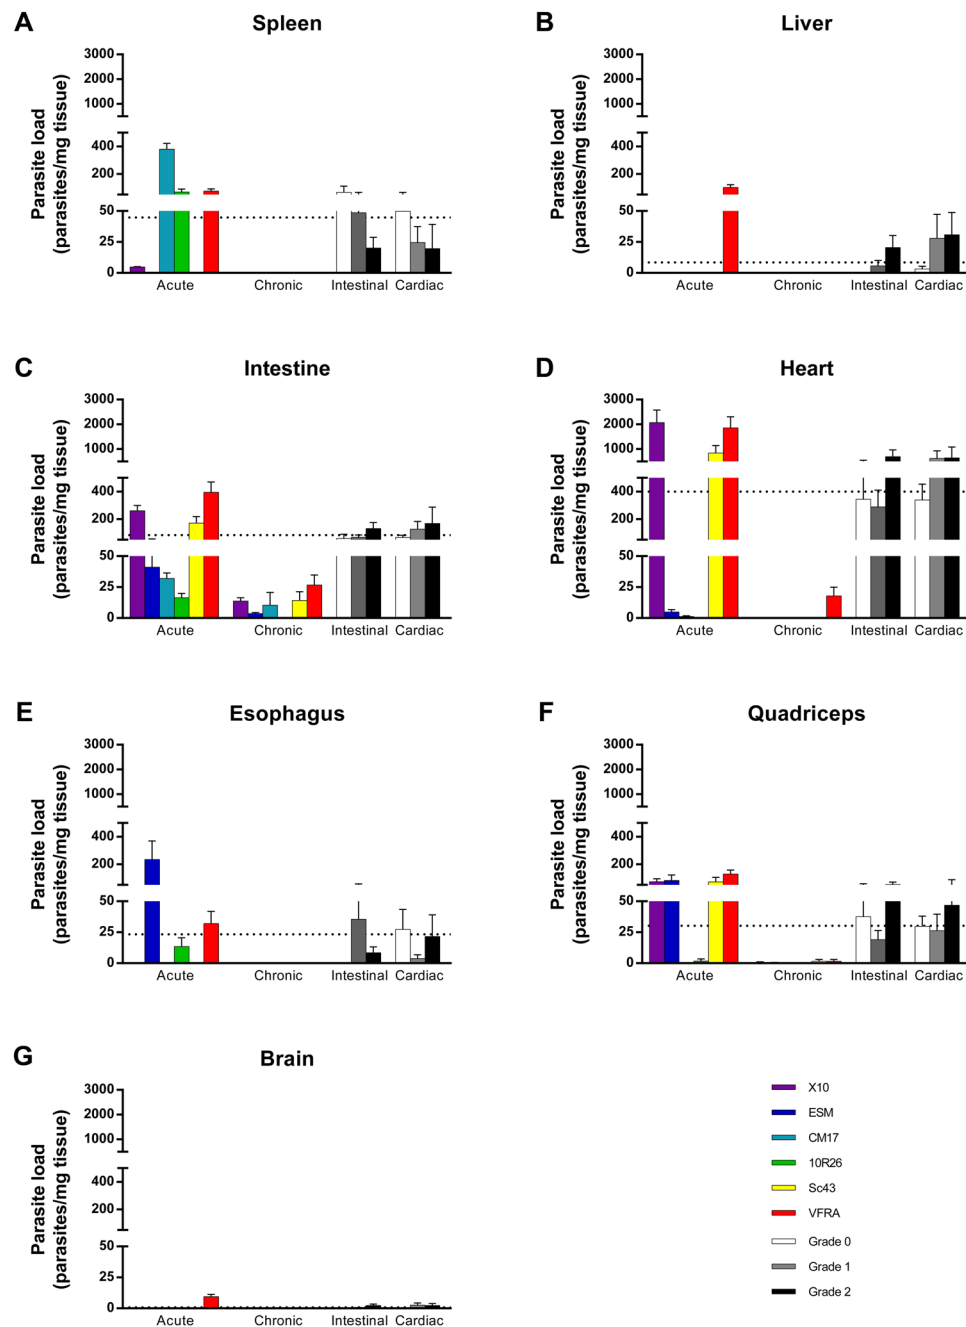 A Spleen
Parasite load
(parasites/mg tissue)
3000
2000
1000
400
200
50
25
0
Acute Chronic Intestinal Cardiac
B Liver
Parasite load
(parasites/mg tissue)
3000
2000
1000
400
200
50
25
0
Acute Chronic Intestinal Cardiac
C Intestine
Parasite load
(parasites/mg tissue)
3000
2000
1000
400
200
50
25
0
Acute Chronic Intestinal Cardiac
D Heart
Parasite load
(parasites/mg tissue)
3000
2000
1000
400
200
50
25
0
Acute Chronic Intestinal Cardiac
E Esophagus
Parasite load
(parasites/mg tissue)
3000
2000
1000
400
200
50
25
0
Acute Chronic Intestinal Cardiac
F Quadriceps
Parasite load
(parasites/mg tissue)
3000
2000
1000
400
200
50
25
0
Acute Chronic Intestinal Cardiac
G Brain
Parasite load
(parasites/mg tissue)
3000
2000
1000
400
200
50
25
0
Acute Chronic Intestinal Cardiac
X10
ESM
CM17
10R26
Sc43
VFRA
Grade 0
Grade 1
Grade 2